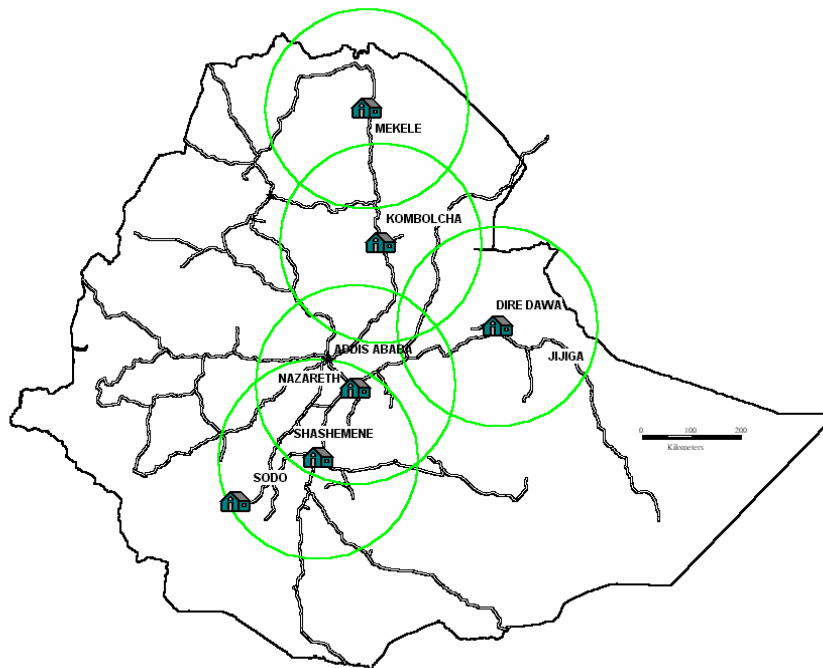 MEKELE
KOMBOLCHA
DIRE DAWA
ADDIS ABABA
JIJIGA
NAZARETH
SHASHEMENE
SODO
0 100 200
Kilometers